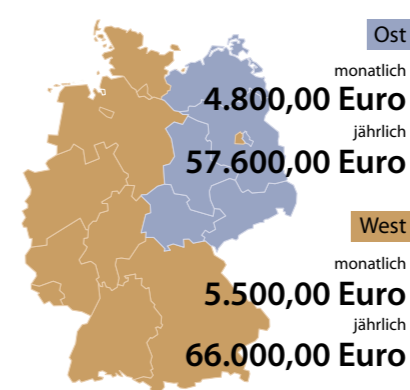 Ost
monatlich
4.800,00 Euro
jährlich
57.600,00 Euro
West
monatlich
5.500,00 Euro
jährlich
66.000,00 Euro